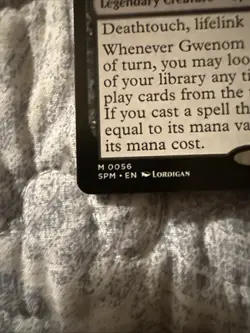 Legendary Creature
Deathtouch, lifelink
Whenever Gwenom
of turn, you may loo
of your library any ti
play cards from the t
If you cast a spell th
equal to its mana va
its mana cost.
M 0056
SPM • EN LORDIGAN